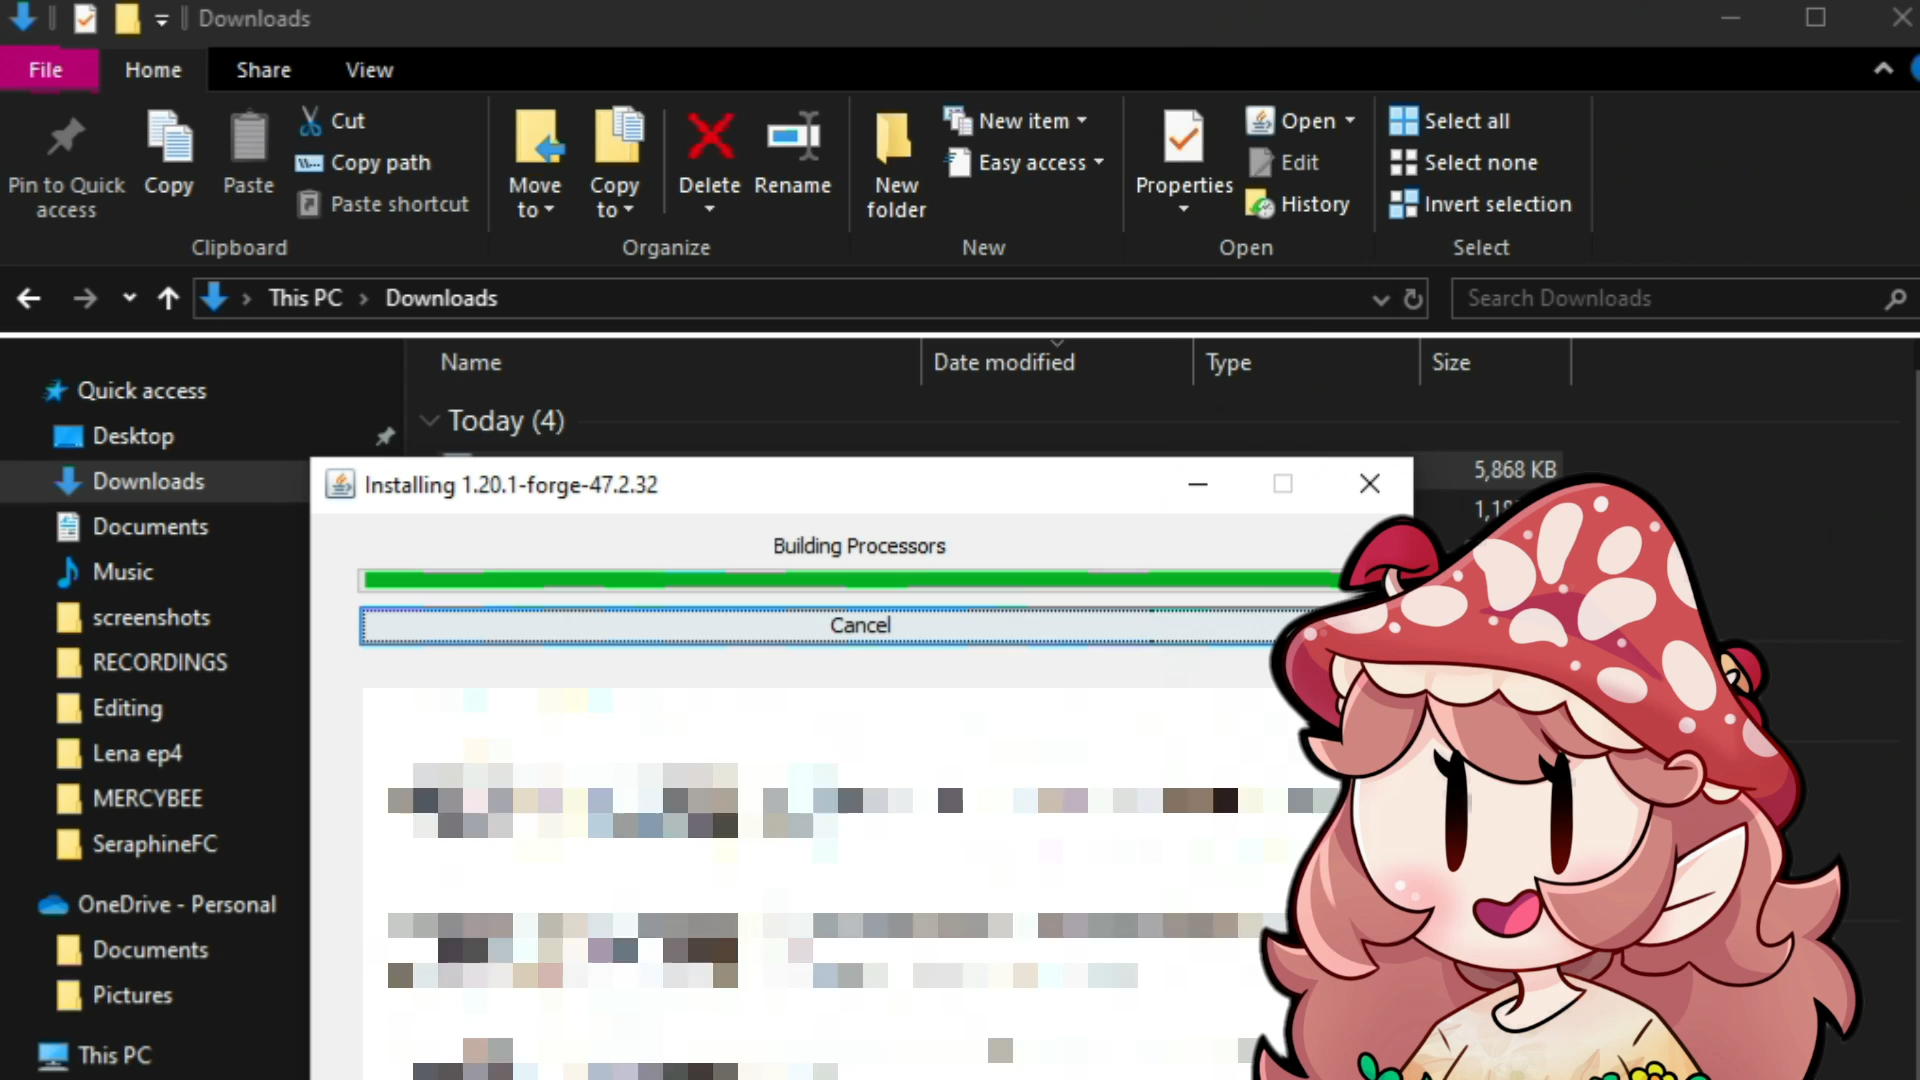 Downloads
File Home Share View
Pin to Quick access
Copy
Paste
Cut
Copy path
Paste shortcut
Clipboard
Move to
Copy to
Delete
Rename
Organize
New folder
New item
Easy access
New
Properties
Open
Edit
History
Open
Select all
Select none
Invert selection
Select
This PC > Downloads
Search Downloads
Name Date modified Type Size
Quick access
Desktop
Downloads
Documents
Music
screenshots
RECORDINGS
Editing
Lena ep4
MERCYBEE
SeraphineFC
OneDrive - Personal
Documents
Pictures
This PC
Today (4)
5,868 KB
Installing 1.20.1-forge-47.2.32
Building Processors
Cancel